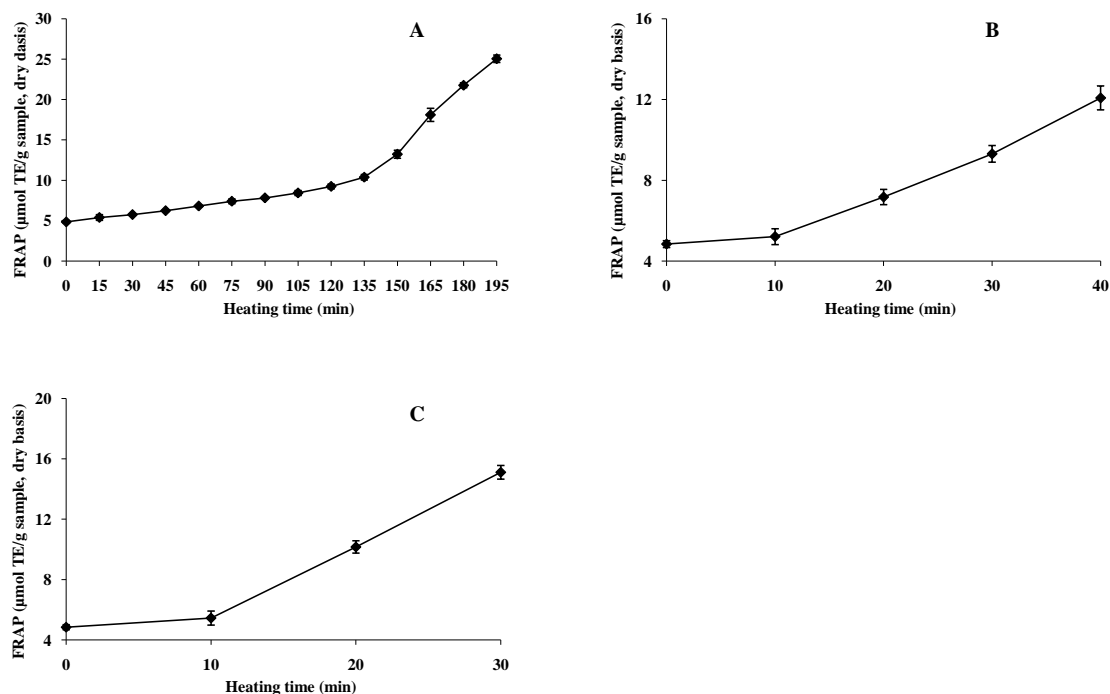 A
FRAP (µmol TE/g sample, dry dasis)
30
25
20
15
10
5
0
0 15 30 45 60 75 90 105 120 135 150 165 180 195
Heating time (min)
B
FRAP (µmol TE/g sample, dry basis)
16
12
8
4
0 10 20 30 40
Heating time (min)
C
FRAP (µmol TE/g sample, dry basis)
20
16
12
8
4
0 10 20 30
Heating time (min)